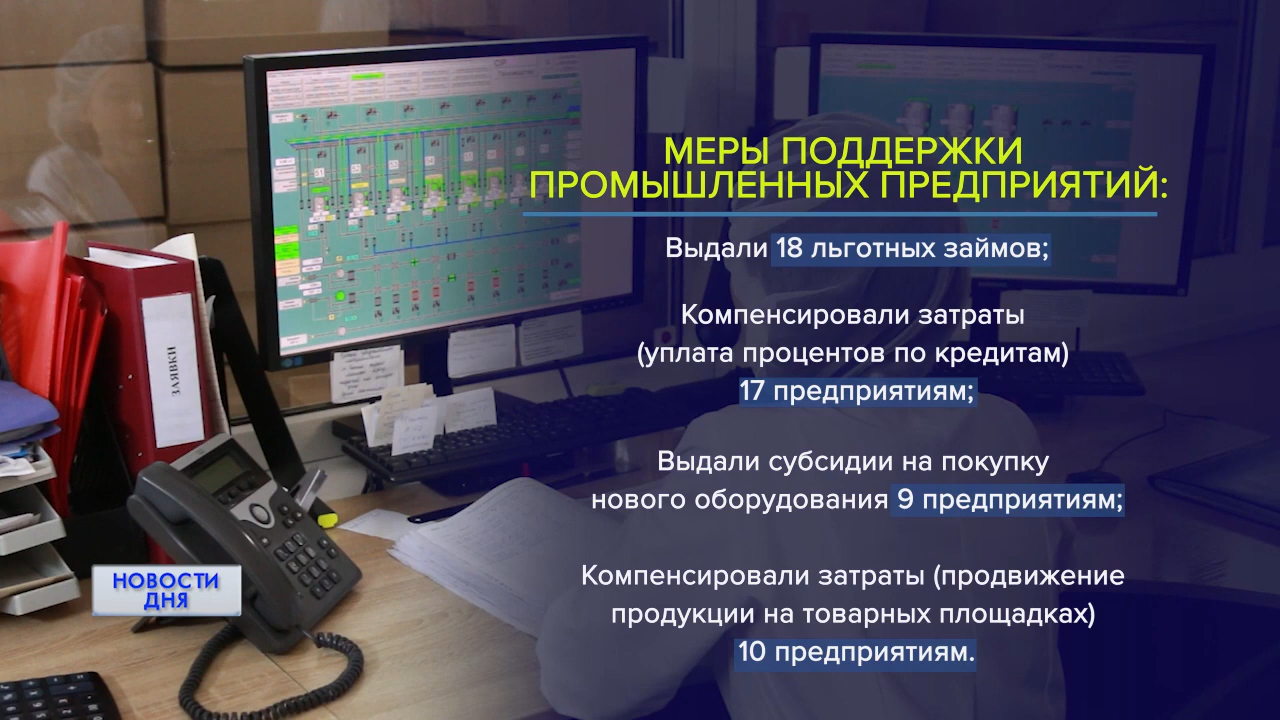 МЕРЫ ПОДДЕРЖКИ
ПРОМЫШЛЕННЫХ ПРЕДПРИЯТИЙ:
Выдали 18 льготных займов;
Компенсировали затраты
(уплата процентов по кредитам)
17 предприятиям;
Выдали субсидии на покупку
нового оборудования 9 предприятиям;
Компенсировали затраты (продвижение
продукции на товарных площадках)
10 предприятиям.
ЗАЯВКИ
НОВОСТИ
ДНЯ